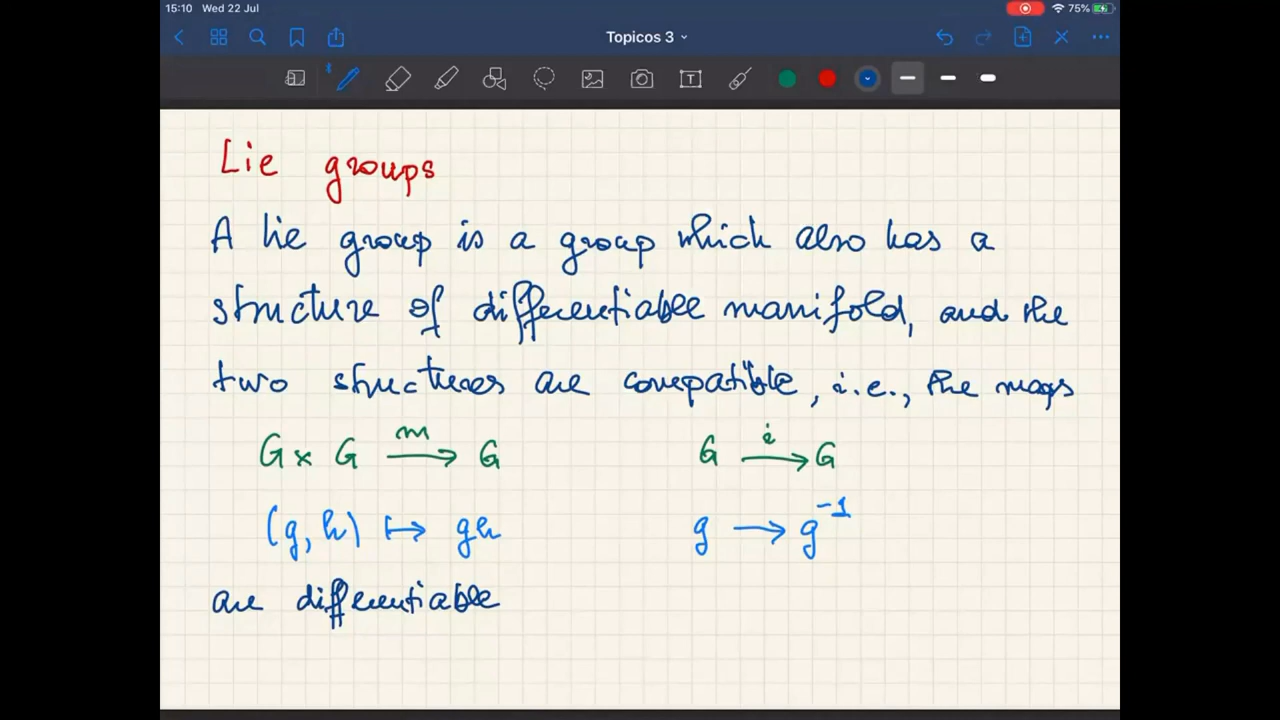 15:10 Wed 22 Jul 75%
Topicos 3
Lie groups
A Lie group is a group which also has a
structure of differentiable manifold, and the
two structures are compatible, i.e., the maps
G × G →m G G →i G
(g, h) ↦ gh g → g⁻¹
are differentiable